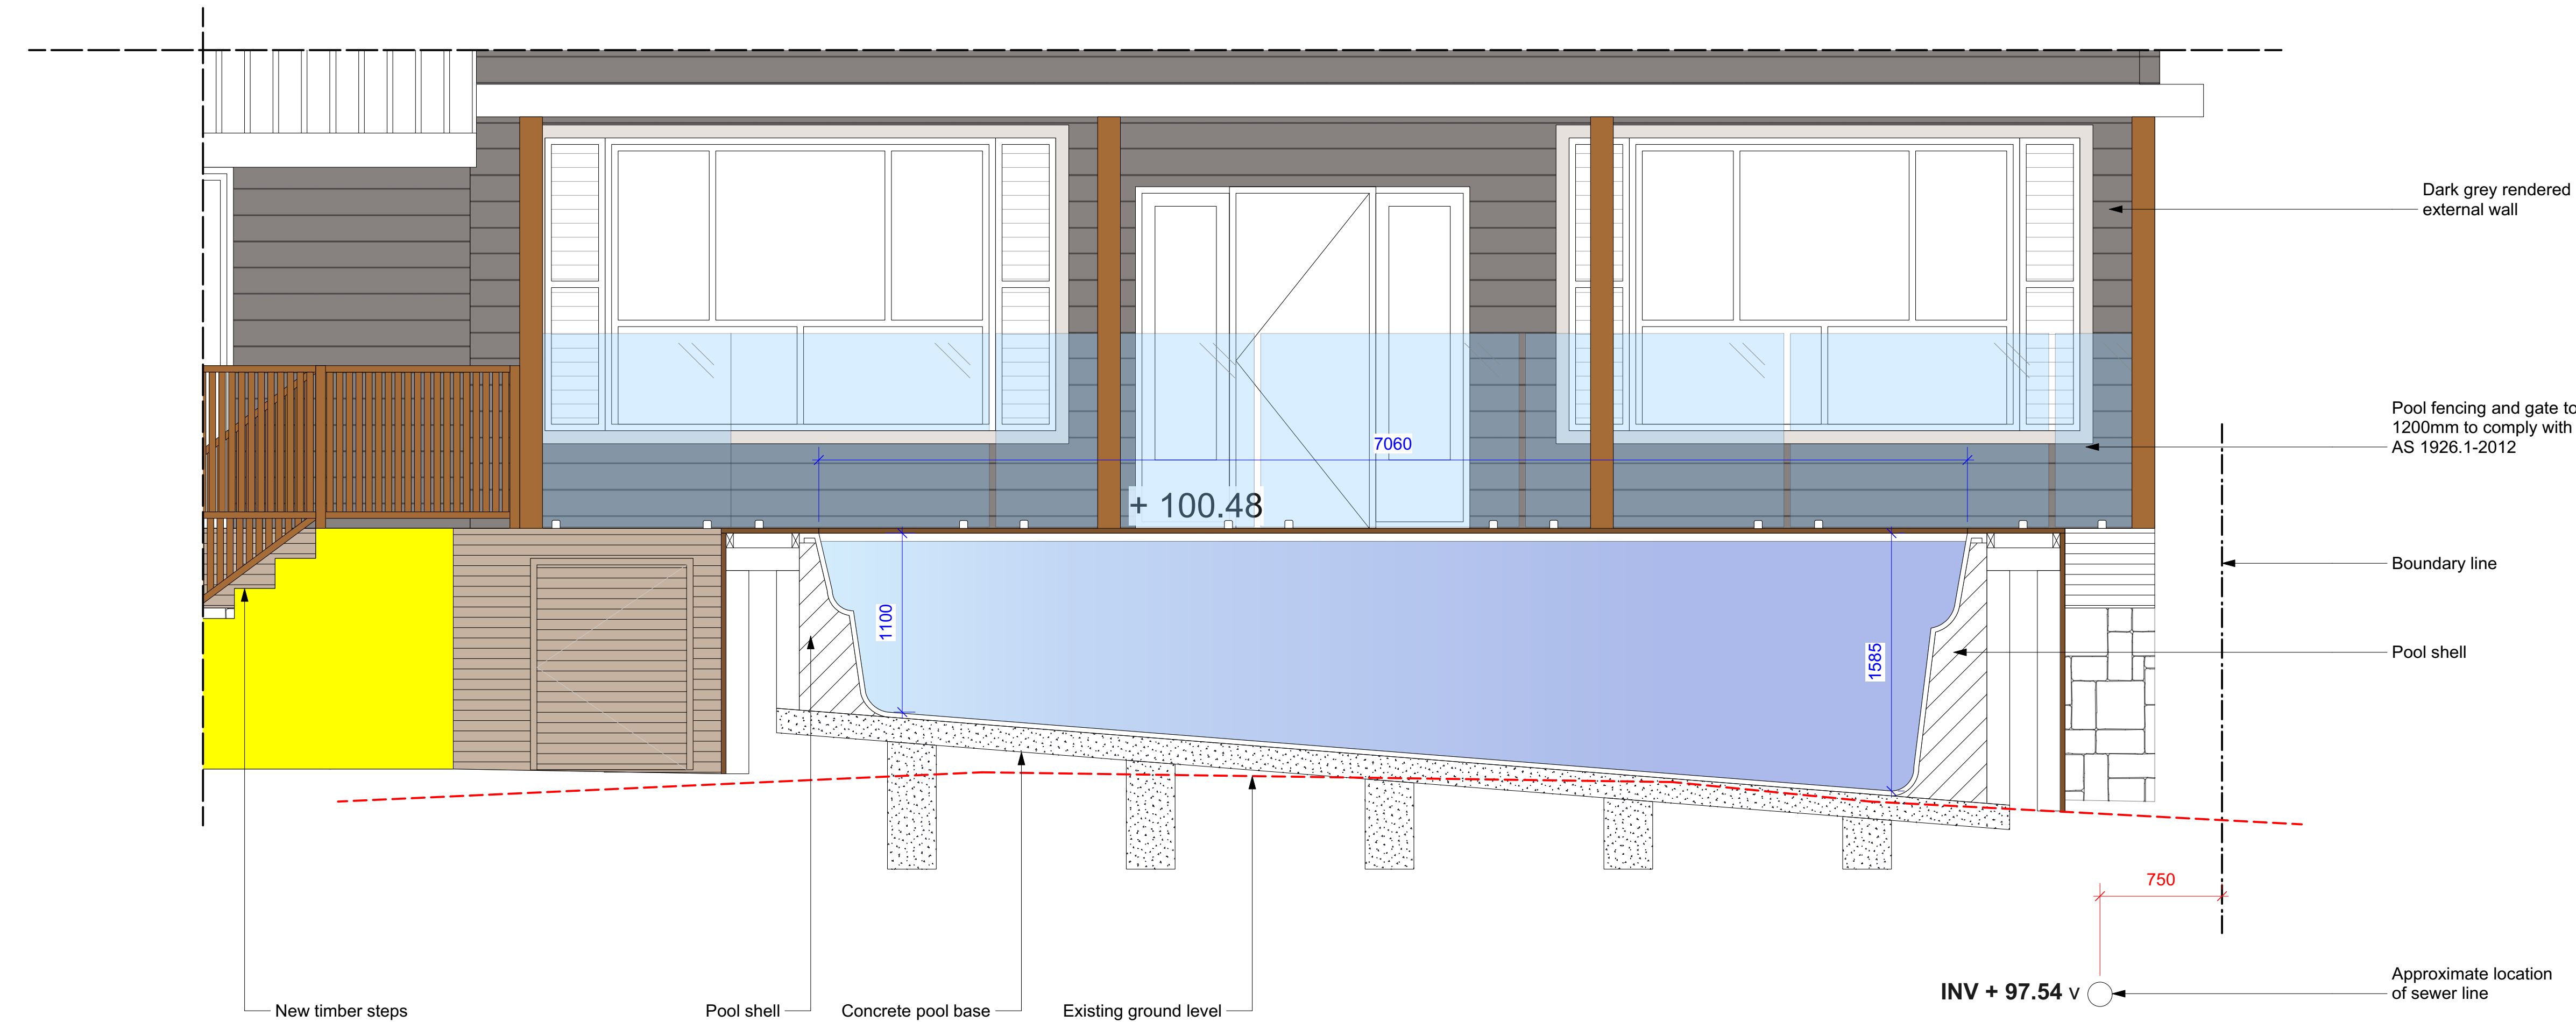 Dark grey rendered
external wall
Pool fencing and gate to
1200mm to comply with
AS 1926.1-2012
7060
+ 100.48
Boundary line
1100
1585
Pool shell
750
INV + 97.54 v
Approximate location
of sewer line
New timber steps
Pool shell
Concrete pool base
Existing ground level